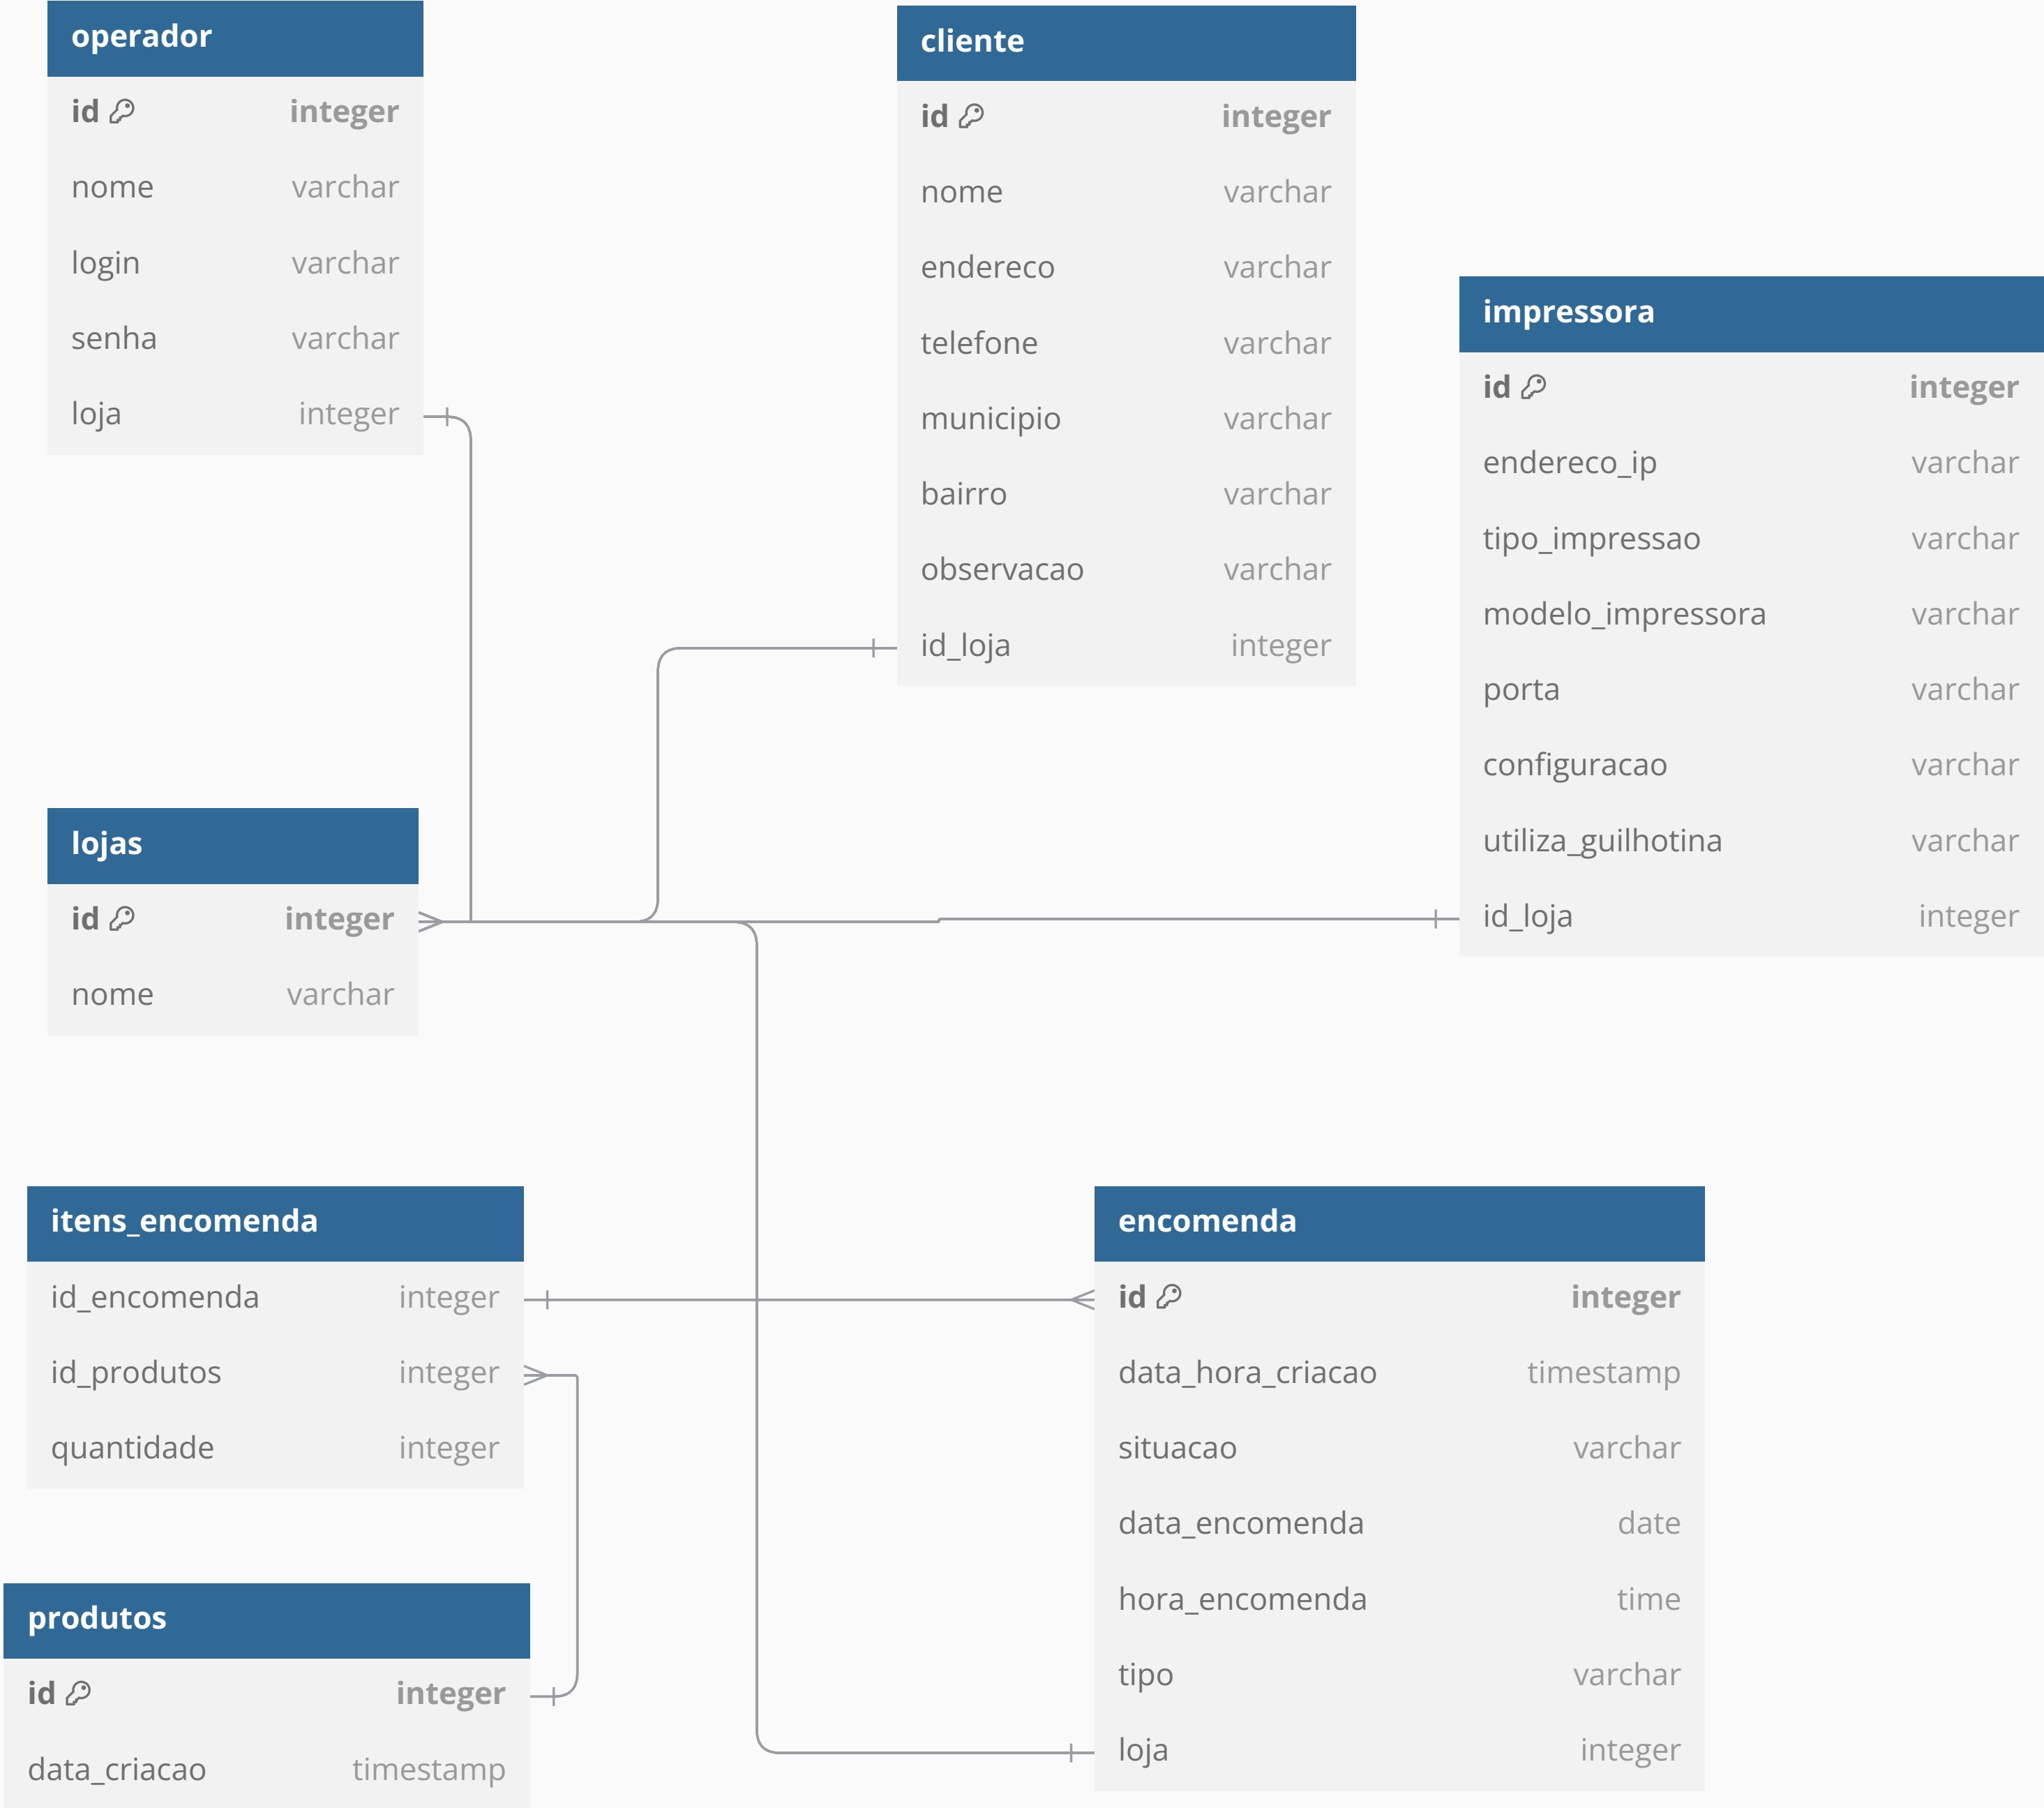 operador
id integer
nome varchar
login varchar
senha varchar
loja integer
cliente
id integer
nome varchar
endereco varchar
telefone varchar
municipio varchar
bairro varchar
observacao varchar
id_loja integer
impressora
id integer
endereco_ip varchar
tipo_impressao varchar
modelo_impressora varchar
porta varchar
configuracao varchar
utiliza_guilhotina varchar
id_loja integer
lojas
id integer
nome varchar
itens_encomenda
id_encomenda integer
id_produtos integer
quantidade integer
encomenda
id integer
data_hora_criacao timestamp
situacao varchar
data_encomenda date
hora_encomenda time
tipo varchar
loja integer
produtos
id integer
data_criacao timestamp